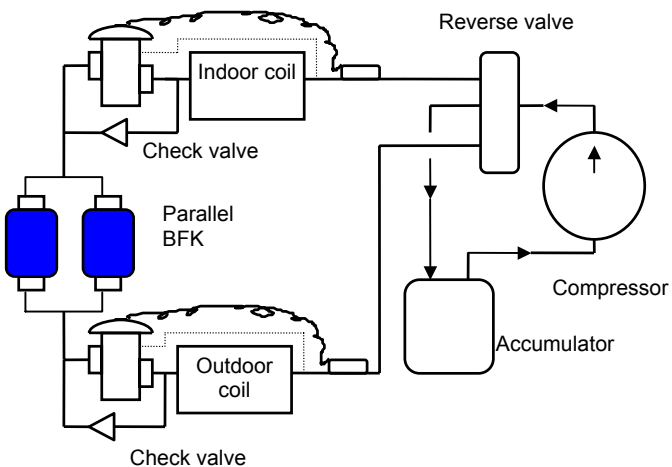 Reverse valve
Indoor coil
Check valve
Parallel
BFK
Compressor
Accumulator
Outdoor
coil
Check valve